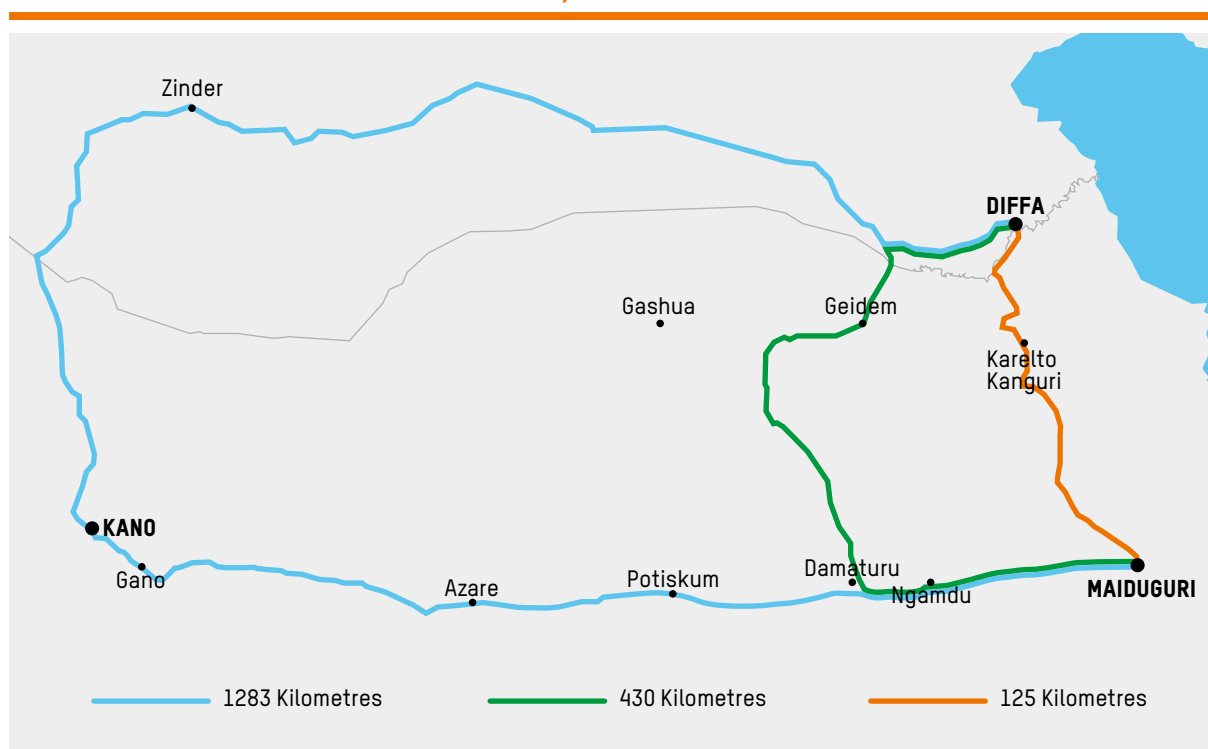 Zinder
DIFFA
Gashua
Geidem
Karelto
Kanguri
KANO
Gano
Azare
Potiskum
Damaturu
Ngamdu
MAIDUGURI
1283 Kilometres
430 Kilometres
125 Kilometres